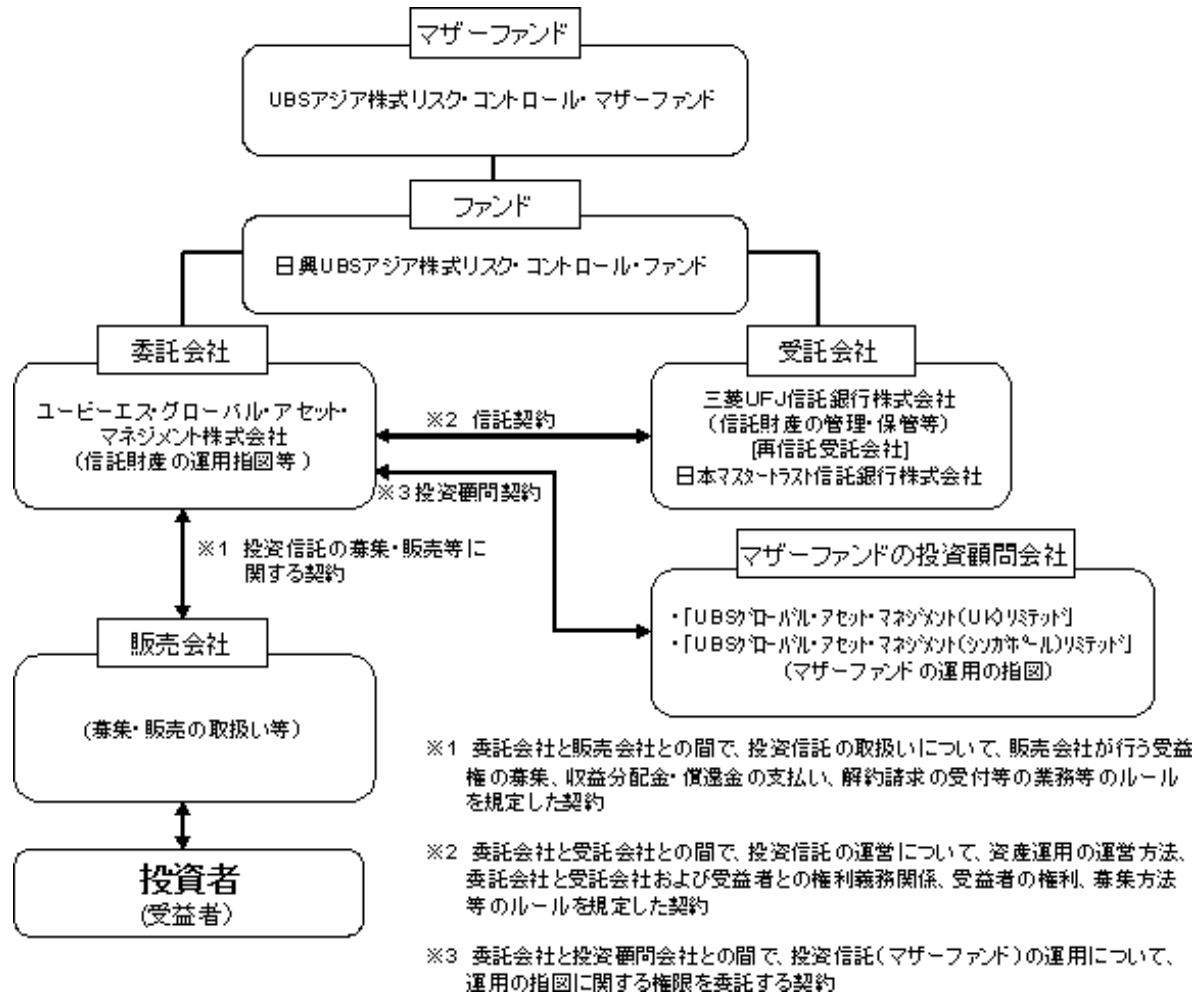 マザーファンド
UBSアジア株式リスク・コントロール・マザーファンド
ファンド
日興UBSアジア株式リスク・コントロール・ファンド
委託会社
ユービーエス・グローバル・アセット・
マネジメント株式会社
(信託財産の運用指図等)
受託会社
三菱UFJ信託銀行株式会社
(信託財産の管理・保管等)
[再信託受託会社]
日本マスタートラスト信託銀行株式会社
※2 信託契約
※3投資顧問契約
※1 投資信託の募集・販売等に
関する契約
マザーファンドの投資顧問会社
・「UBSグローバル・アセット・マネジメント(UK)リミテッド」
・「UBSグローバル・アセット・マネジメント(シンガポール)リミテッド」
(マザーファンドの運用の指図)
販売会社
(募集・販売の取扱い等)
投資者
(受益者)
※1 委託会社と販売会社との間で、投資信託の取扱いについて、販売会社が行う受益
権の募集、収益分配金・償還金の支払い、解約請求の受付等の業務等のルール
を規定した契約
※2 委託会社と受託会社との間で、投資信託の運営について、資産運用の運営方法、
委託会社と受託会社および受益者との権利義務関係、受益者の権利、募集方法
等のルールを規定した契約
※3 委託会社と投資顧問会社との間で、投資信託(マザーファンド)の運用について、
運用の指図に関する権限を委託する契約